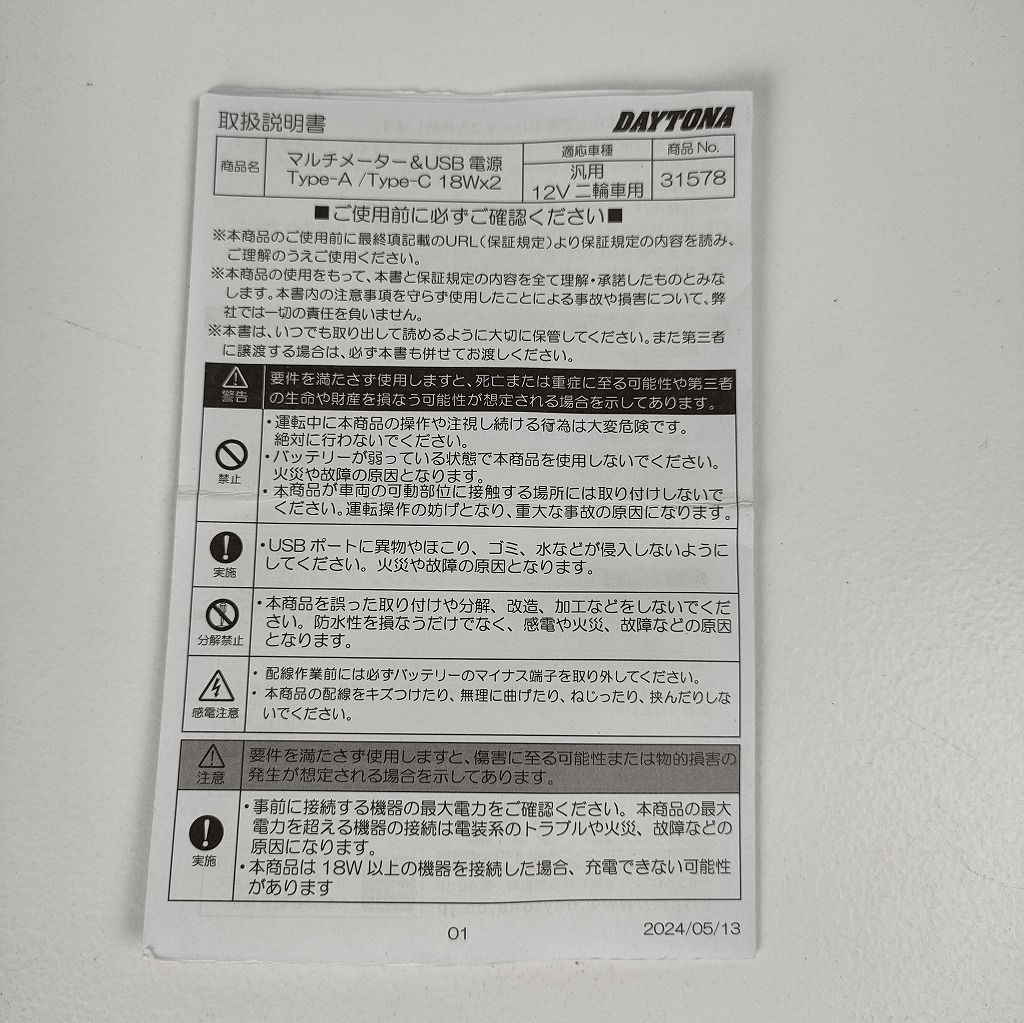 取扱説明書
DAYTONA
商品名
マルチメーター&USB 電源
Type-A /Type-C 18Wx2
適応車種
汎用
12V 二輪車用
商品 No.
31578
■ご使用前に必ずご確認ください■
※本商品のご使用前に最終項記載のURL(保証規定)より保証規定の内容を読み、
ご理解のうえご使用ください。
※本商品の使用をもって、本書と保証規定の内容を全て理解・承諾したものとみな
します。本書内の注意事項を守らず使用したことによる事故や損害について、弊
社では一切の責任を負いません。
※本書は、いつでも取り出して読めるように大切に保管してください。また第三者
に譲渡する場合は、必ず本書も併せてお渡しください。
警告
要件を満たさず使用しますと、死亡または重症に至る可能性や第三者
の生命や財産を損なう可能性が想定される場合を示してあります。
禁止
・運転中に本商品の操作や注視し続ける行為は大変危険です。
絶対に行わないでください。
・バッテリーが弱っている状態で本商品を使用しないでください。
火災や故障の原因となります。
・本商品が車両の可動部位に接触する場所には取り付けしないで
ください。運転操作の妨げとなり、重大な事故の原因になります。
実施
・USB ポートに異物やほこり、ゴミ、水などが侵入しないように
してください。火災や故障の原因となります。
分解禁止
・本商品を誤った取り付けや分解、改造、加工などをしないでくだ
さい。防水性を損なうだけでなく、感電や火災、故障などの原因
となります。
感電注意
・ 配線作業前には必ずバッテリーのマイナス端子を取り外してください。
・ 本商品の配線をキズつけたり、無理に曲げたり、ねじったり、挟んだりしな
いでください。
注意
要件を満たさず使用しますと、傷害に至る可能性または物的損害の
発生が想定される場合を示してあります。
実施
・事前に接続する機器の最大電力をご確認ください。本商品の最大
電力を超える機器の接続は電装系のトラブルや火災、故障などの
原因になります。
・本商品は 18W 以上の機器を接続した場合、充電できない可能性
があります
01
2024/05/13